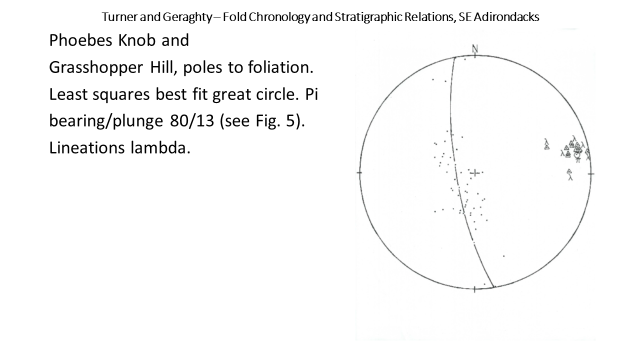 Turner and Geraghty – Fold Chronology and Stratigraphic Relations, SE Adirondacks
Phoebes Knob and
Grasshopper Hill, poles to foliation.
Least squares best fit great circle. Pi
bearing/plunge 80/13 (see Fig. 5).
Lineations lambda.
N